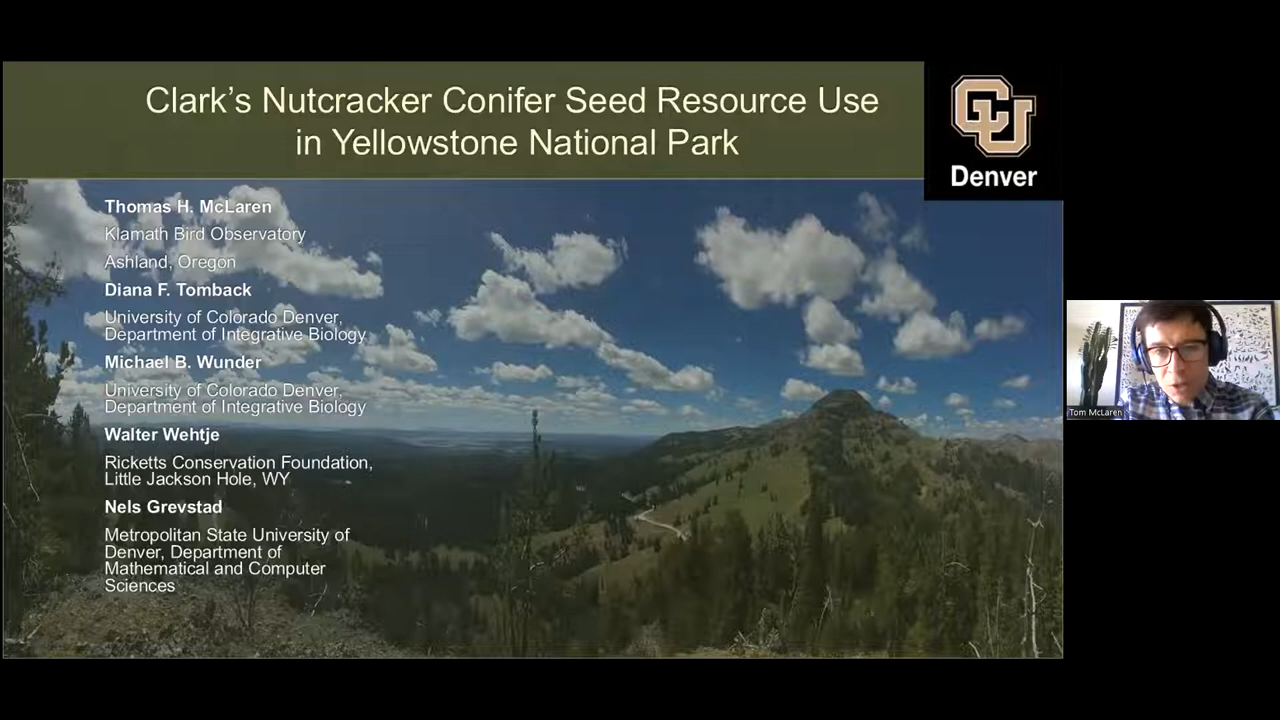 Clark’s Nutcracker Conifer Seed Resource Use
in Yellowstone National Park
CU
Denver
Thomas H. McLaren
Klamath Bird Observatory
Ashland, Oregon
Diana F. Tomback
University of Colorado Denver,
Department of Integrative Biology
Michael B. Wunder
University of Colorado Denver,
Department of Integrative Biology
Walter Wehtje
Ricketts Conservation Foundation,
Little Jackson Hole, WY
Nels Grevstad
Metropolitan State University of
Denver, Department of
Mathematical and Computer
Sciences
Tom McLaren